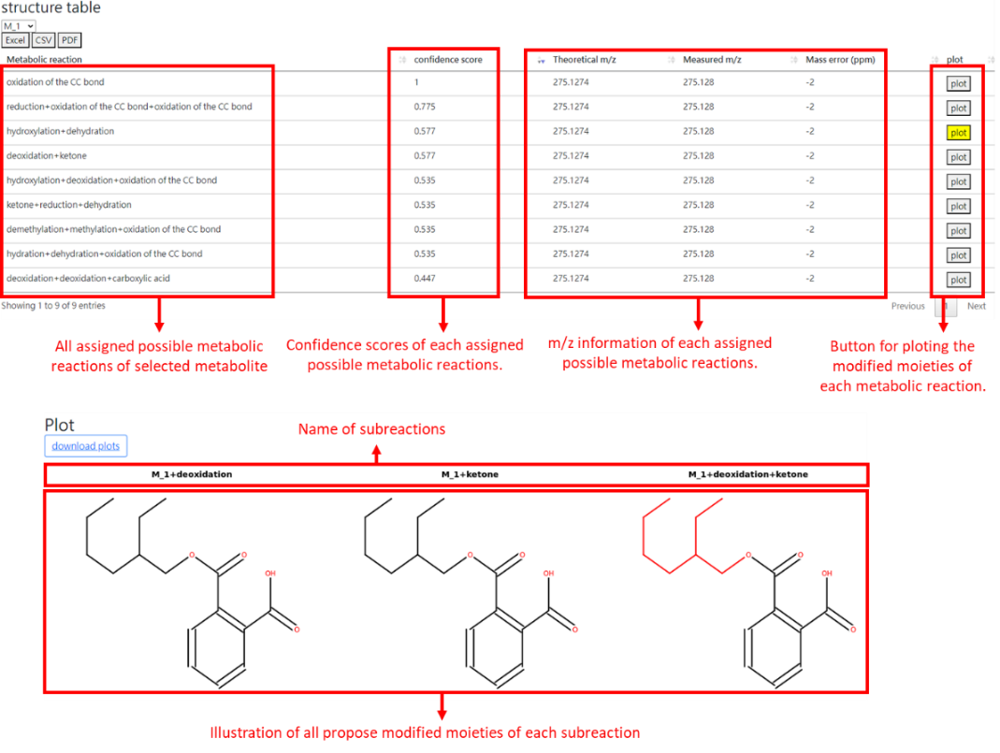 structure table
M_1
Excel CSV PDF
Metabolic reaction confidence score Theoretical m/z Measured m/z Mass error (ppm) plot
oxidation of the CC bond 1 275.1274 275.128 -2 plot
reduction+oxidation of the CC bond+oxidation of the CC bond 0.775 275.1274 275.128 -2 plot
hydroxylation+dehydration 0.577 275.1274 275.128 -2 plot
deoxidation+ketone 0.577 275.1274 275.128 -2 plot
hydroxylation+deoxidation+oxidation of the CC bond 0.535 275.1274 275.128 -2 plot
ketone+reduction+dehydration 0.535 275.1274 275.128 -2 plot
demethylation+methylation+oxidation of the CC bond 0.535 275.1274 275.128 -2 plot
hydration+dehydration+oxidation of the CC bond 0.535 275.1274 275.128 -2 plot
deoxidation+deoxidation+carboxylic acid 0.447 275.1274 275.128 -2 plot
Showing 1 to 9 of 9 entries Previous 1 Next
All assigned possible metabolic
reactions of selected metabolite
Confidence scores of each assigned
possible metabolic reactions.
m/z information of each assigned
possible metabolic reactions.
Button for ploting the
modified moieties of
each metabolic reaction.
Plot
download plots
Name of subreactions
M_1+deoxidation M_1+ketone M_1+deoxidation+ketone
O O OH O
O O OH O
O O OH O
Illustration of all propose modified moieties of each subreaction